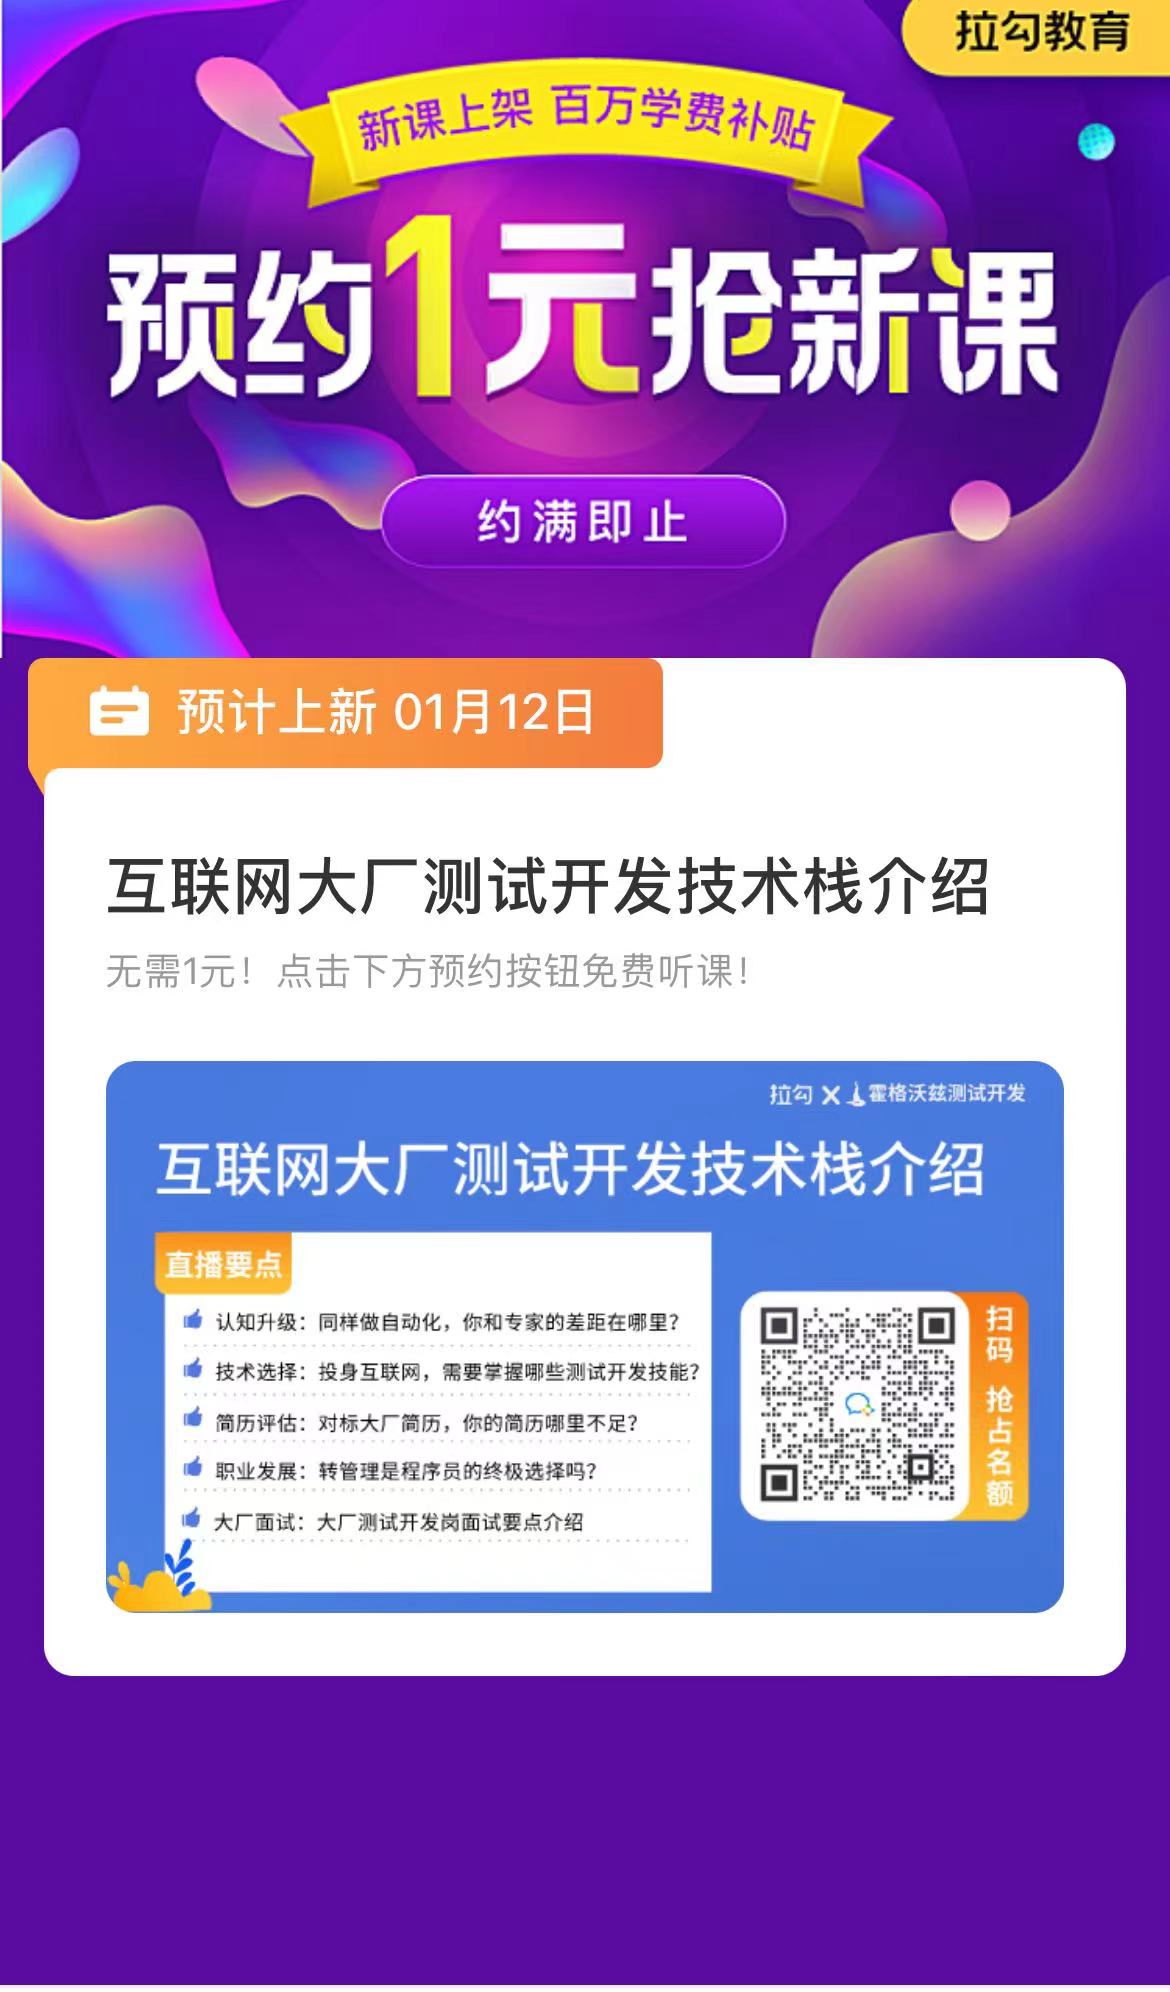 拉勾教育
新课上架 百万学费补贴
预约1元抢新课
约满即止
预计上新 01月12日
互联网大厂测试开发技术栈介绍
无需1元！点击下方预约按钮免费听课！
拉勾 X 霍格沃兹测试开发
互联网大厂测试开发技术栈介绍
直播要点
认知升级：同样做自动化，你和专家的差距在哪里？
技术选择：投身互联网，需要掌握哪些测试开发技能？
简历评估：对标大厂简历，你的简历哪里不足？
职业发展：转管理是程序员的终极选择吗？
大厂面试：大厂测试开发岗面试要点介绍
扫码 抢占名额